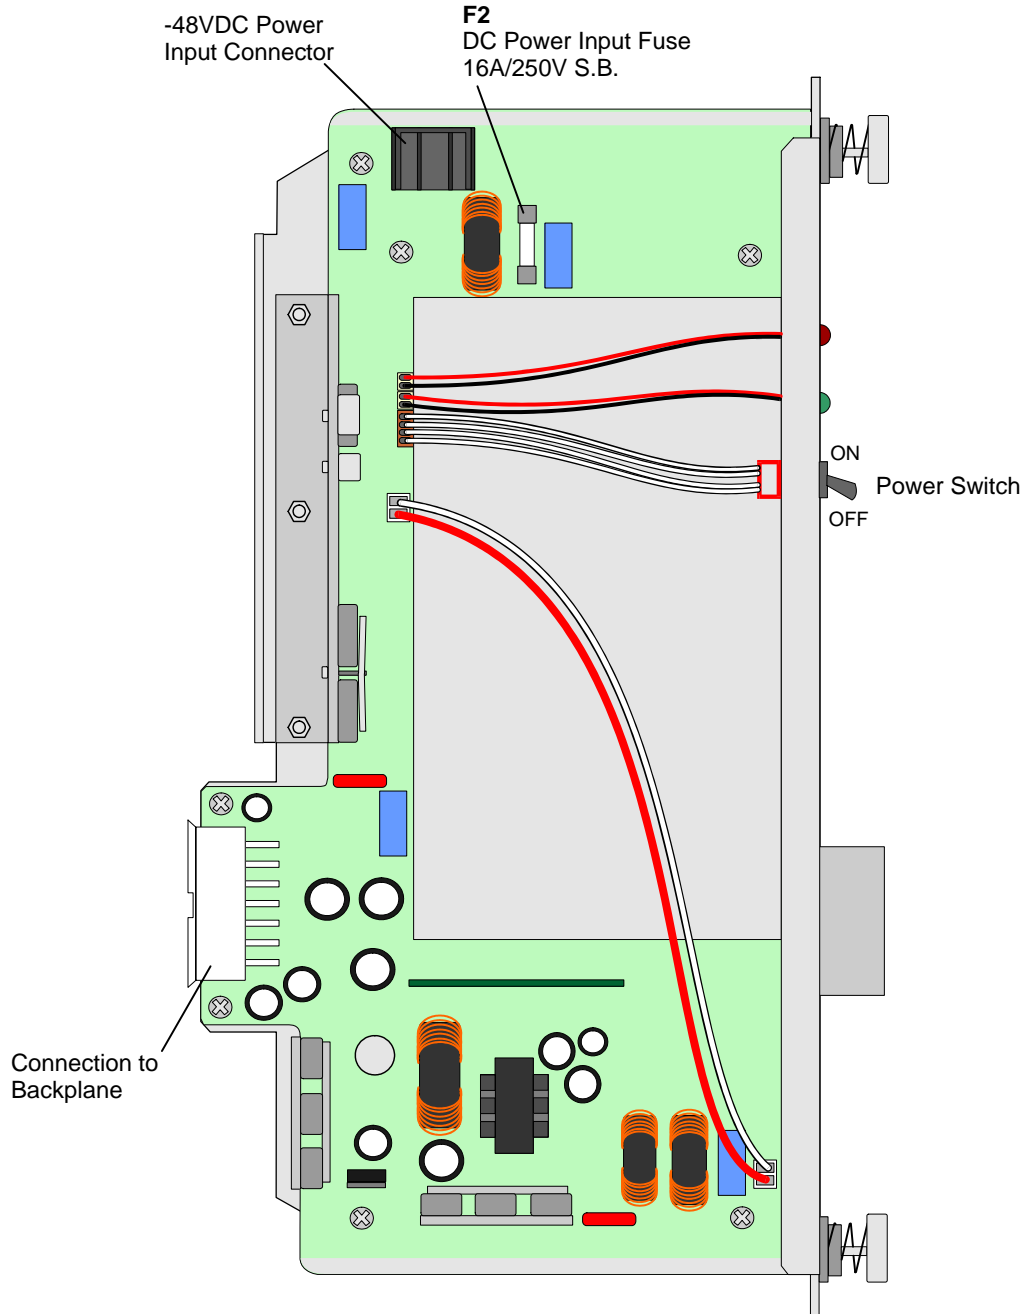 -48VDC Power
Input Connector
F2
DC Power Input Fuse
16A/250V S.B.
ON
Power Switch
OFF
Connection to
Backplane